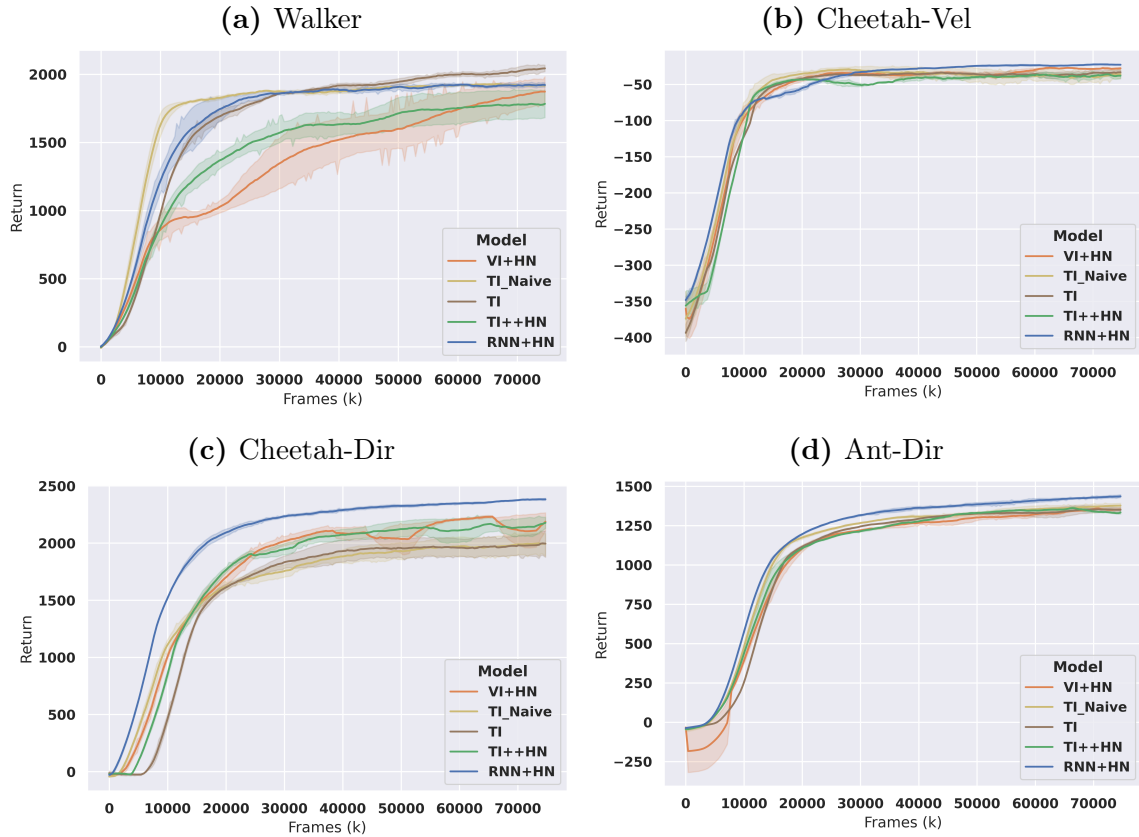 (a) Walker
2000
1500
1000
500
0
Return
0 10000 20000 30000 40000 50000 60000 70000
Frames (k)
Model
VI+HN
TI_Naive
TI
TI++HN
RNN+HN
(b) Cheetah-Vel
−50
−100
−150
−200
−250
−300
−350
−400
Return
0 10000 20000 30000 40000 50000 60000 70000
Frames (k)
Model
VI+HN
TI_Naive
TI
TI++HN
RNN+HN
(c) Cheetah-Dir
2500
2000
1500
1000
500
0
Return
0 10000 20000 30000 40000 50000 60000 70000
Frames (k)
Model
VI+HN
TI_Naive
TI
TI++HN
RNN+HN
(d) Ant-Dir
1500
1250
1000
750
500
250
0
−250
Return
0 10000 20000 30000 40000 50000 60000 70000
Frames (k)
Model
VI+HN
TI_Naive
TI
TI++HN
RNN+HN